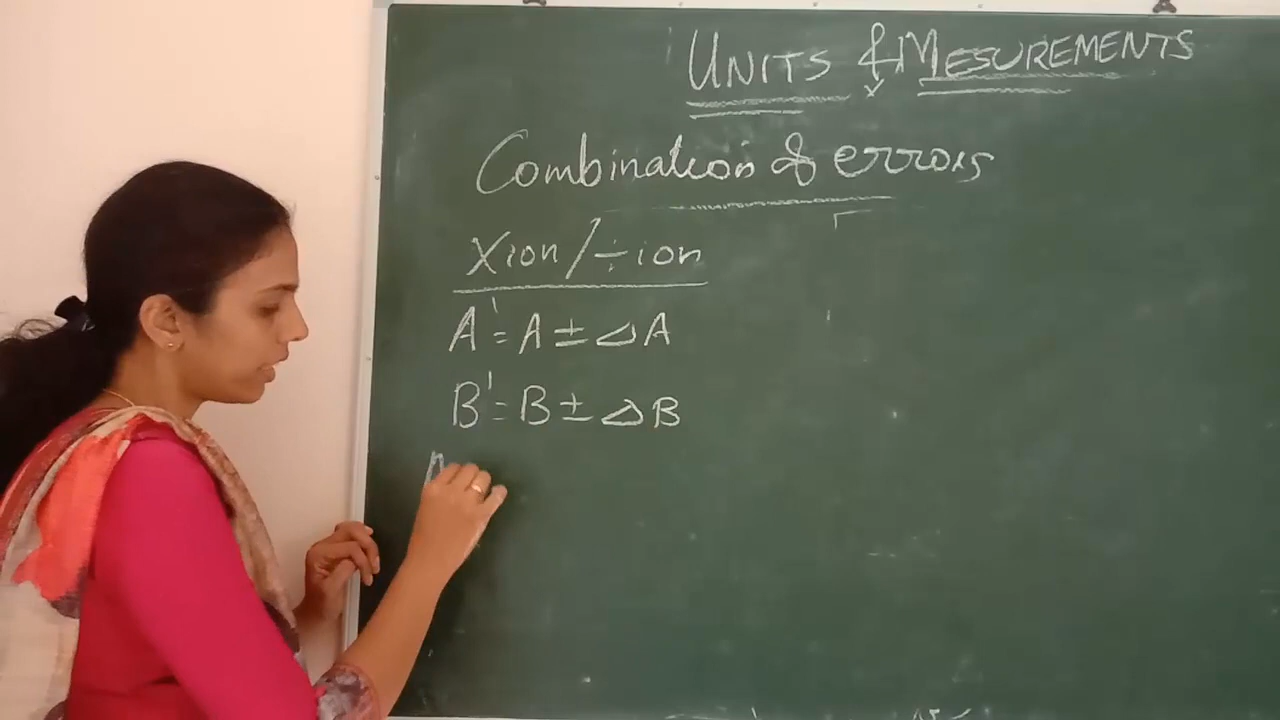 UNITS & MESUREMENTS
Combination of errors
Xion / ÷ion
A' = A ± ΔA
B' = B ± ΔB